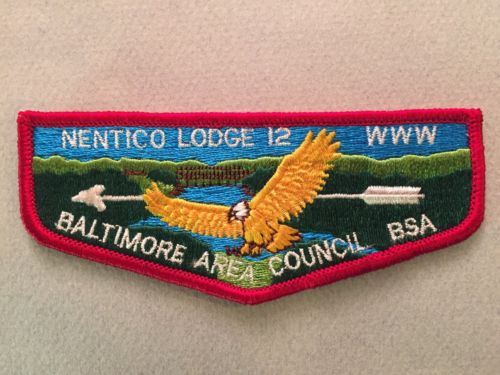 NENTICO LODGE 12 WWW
BALTIMORE AREA COUNCIL BSA